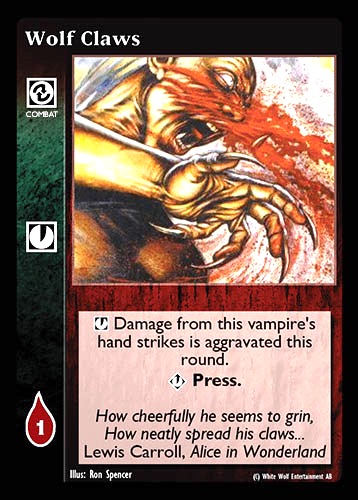 Wolf Claws
COMBAT
Damage from this vampire's
hand strikes is aggravated this
round.
Press.
How cheerfully he seems to grin,
How neatly spread his claws...
Lewis Carroll, Alice in Wonderland
1
Illus: Ron Spencer
(C) White Wolf Entertainment AB